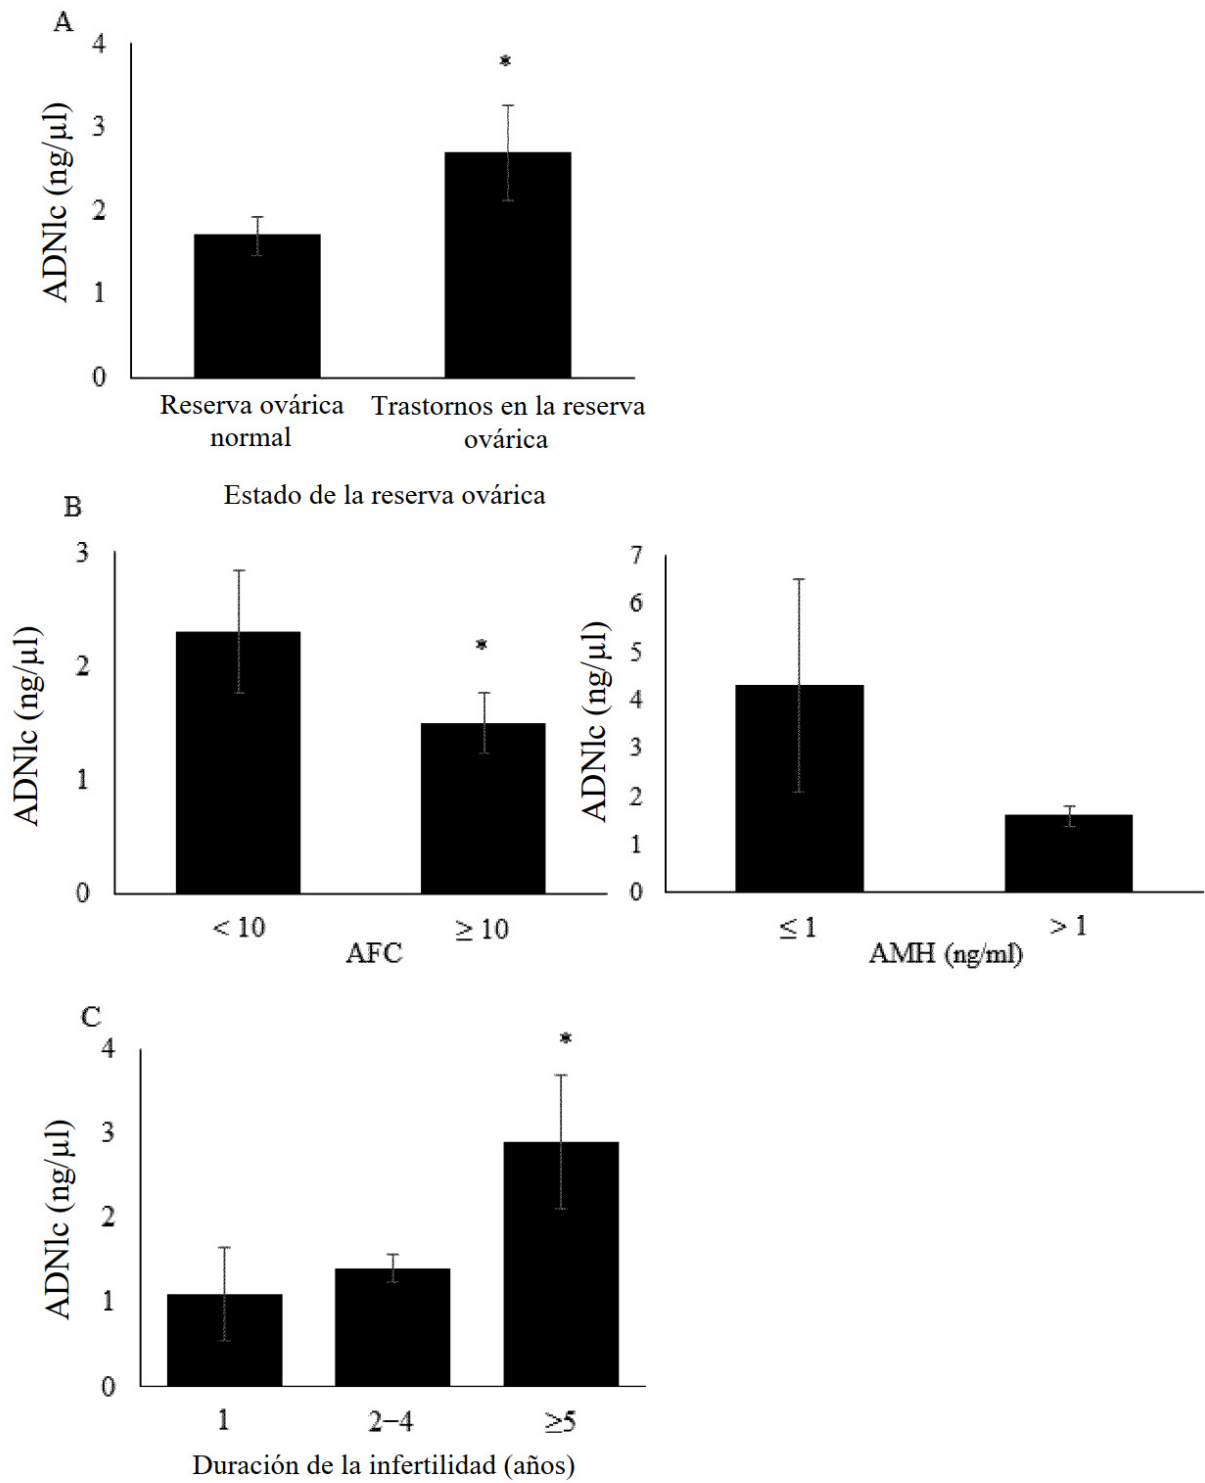 A
4
3
2
1
0
ADNlc (ng/µl)
*
Reserva ovárica
normal
Trastornos en la reserva
ovárica
Estado de la reserva ovárica
B
3
2
1
0
ADNlc (ng/µl)
*
< 10
≥ 10
AFC
7
6
5
4
3
2
1
0
ADNlc (ng/µl)
≤ 1
> 1
AMH (ng/ml)
C
4
3
2
1
0
ADNlc (ng/µl)
*
1
2−4
≥5
Duración de la infertilidad (años)